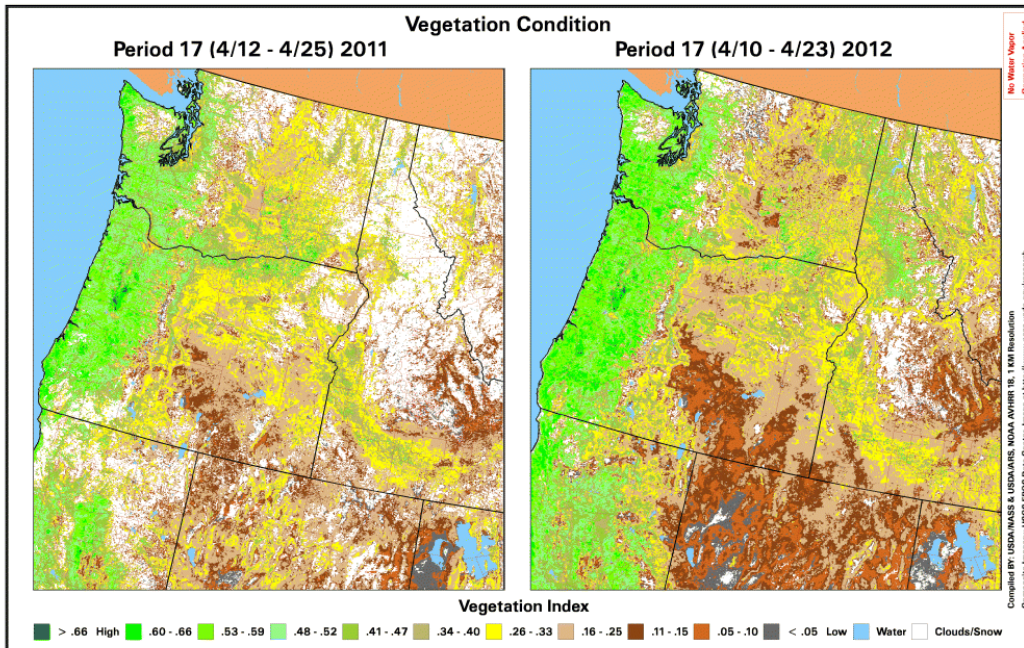 Vegetation Condition
Period 17 (4/12 - 4/25) 2011
Period 17 (4/10 - 4/23) 2012
No Water Vapor
Compiled BY: USDA/NASS & USDA/ARS, NOAA AVHRR 18, 1 KM Resolution
Vegetation Index
> .66 High .60 - .66 .53 - .59 .48 - .52 .41 - .47 .34 - .40 .26 - .33 .16 - .25 .11 - .15 .05 - .10 < .05 Low Water Clouds/Snow